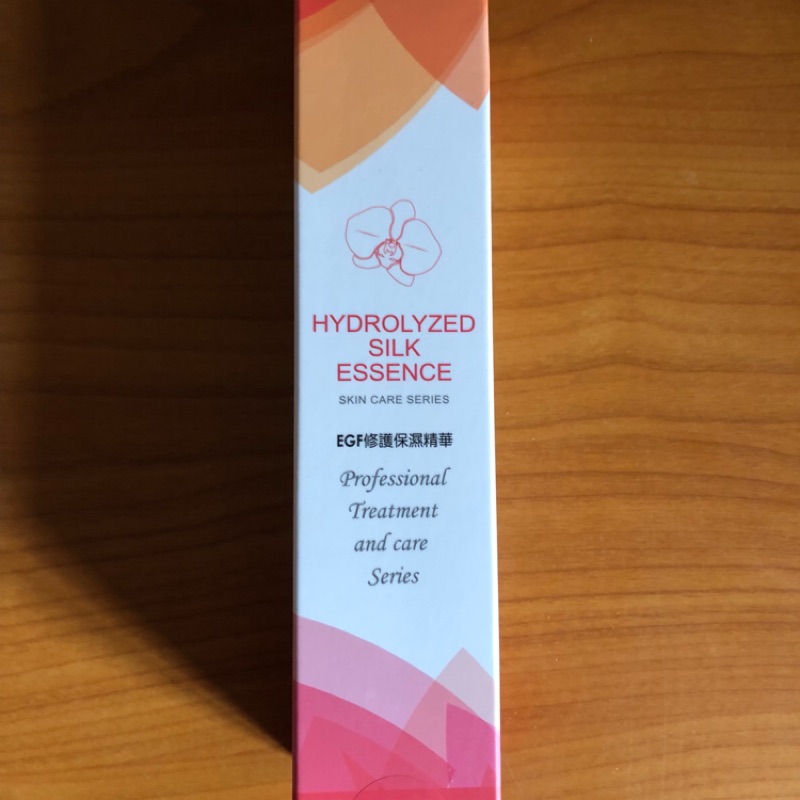 HYDROLYZED
SILK
ESSENCE
SKIN CARE SERIES
EGF修護保濕精華
Professional
Treatment
and care
Series